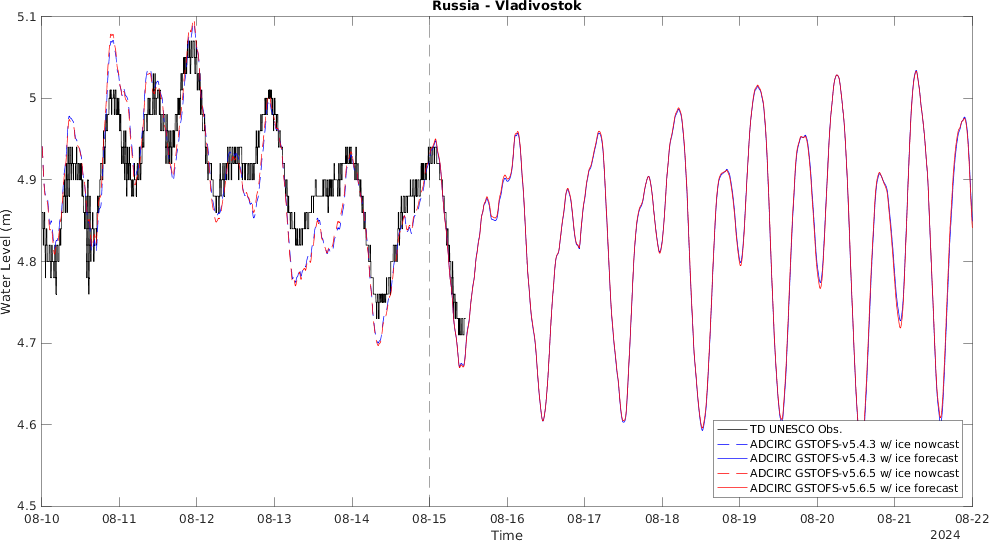 Russia - Vladivostok
5.1
5
4.9
4.8
4.7
4.6
4.5
Water Level (m)
08-10 08-11 08-12 08-13 08-14 08-15 08-16 08-17 08-18 08-19 08-20 08-21 08-22
Time
2024
TD UNESCO Obs.
ADCIRC GSTOFS-v5.4.3 w/ ice nowcast
ADCIRC GSTOFS-v5.4.3 w/ ice forecast
ADCIRC GSTOFS-v5.6.5 w/ ice nowcast
ADCIRC GSTOFS-v5.6.5 w/ ice forecast